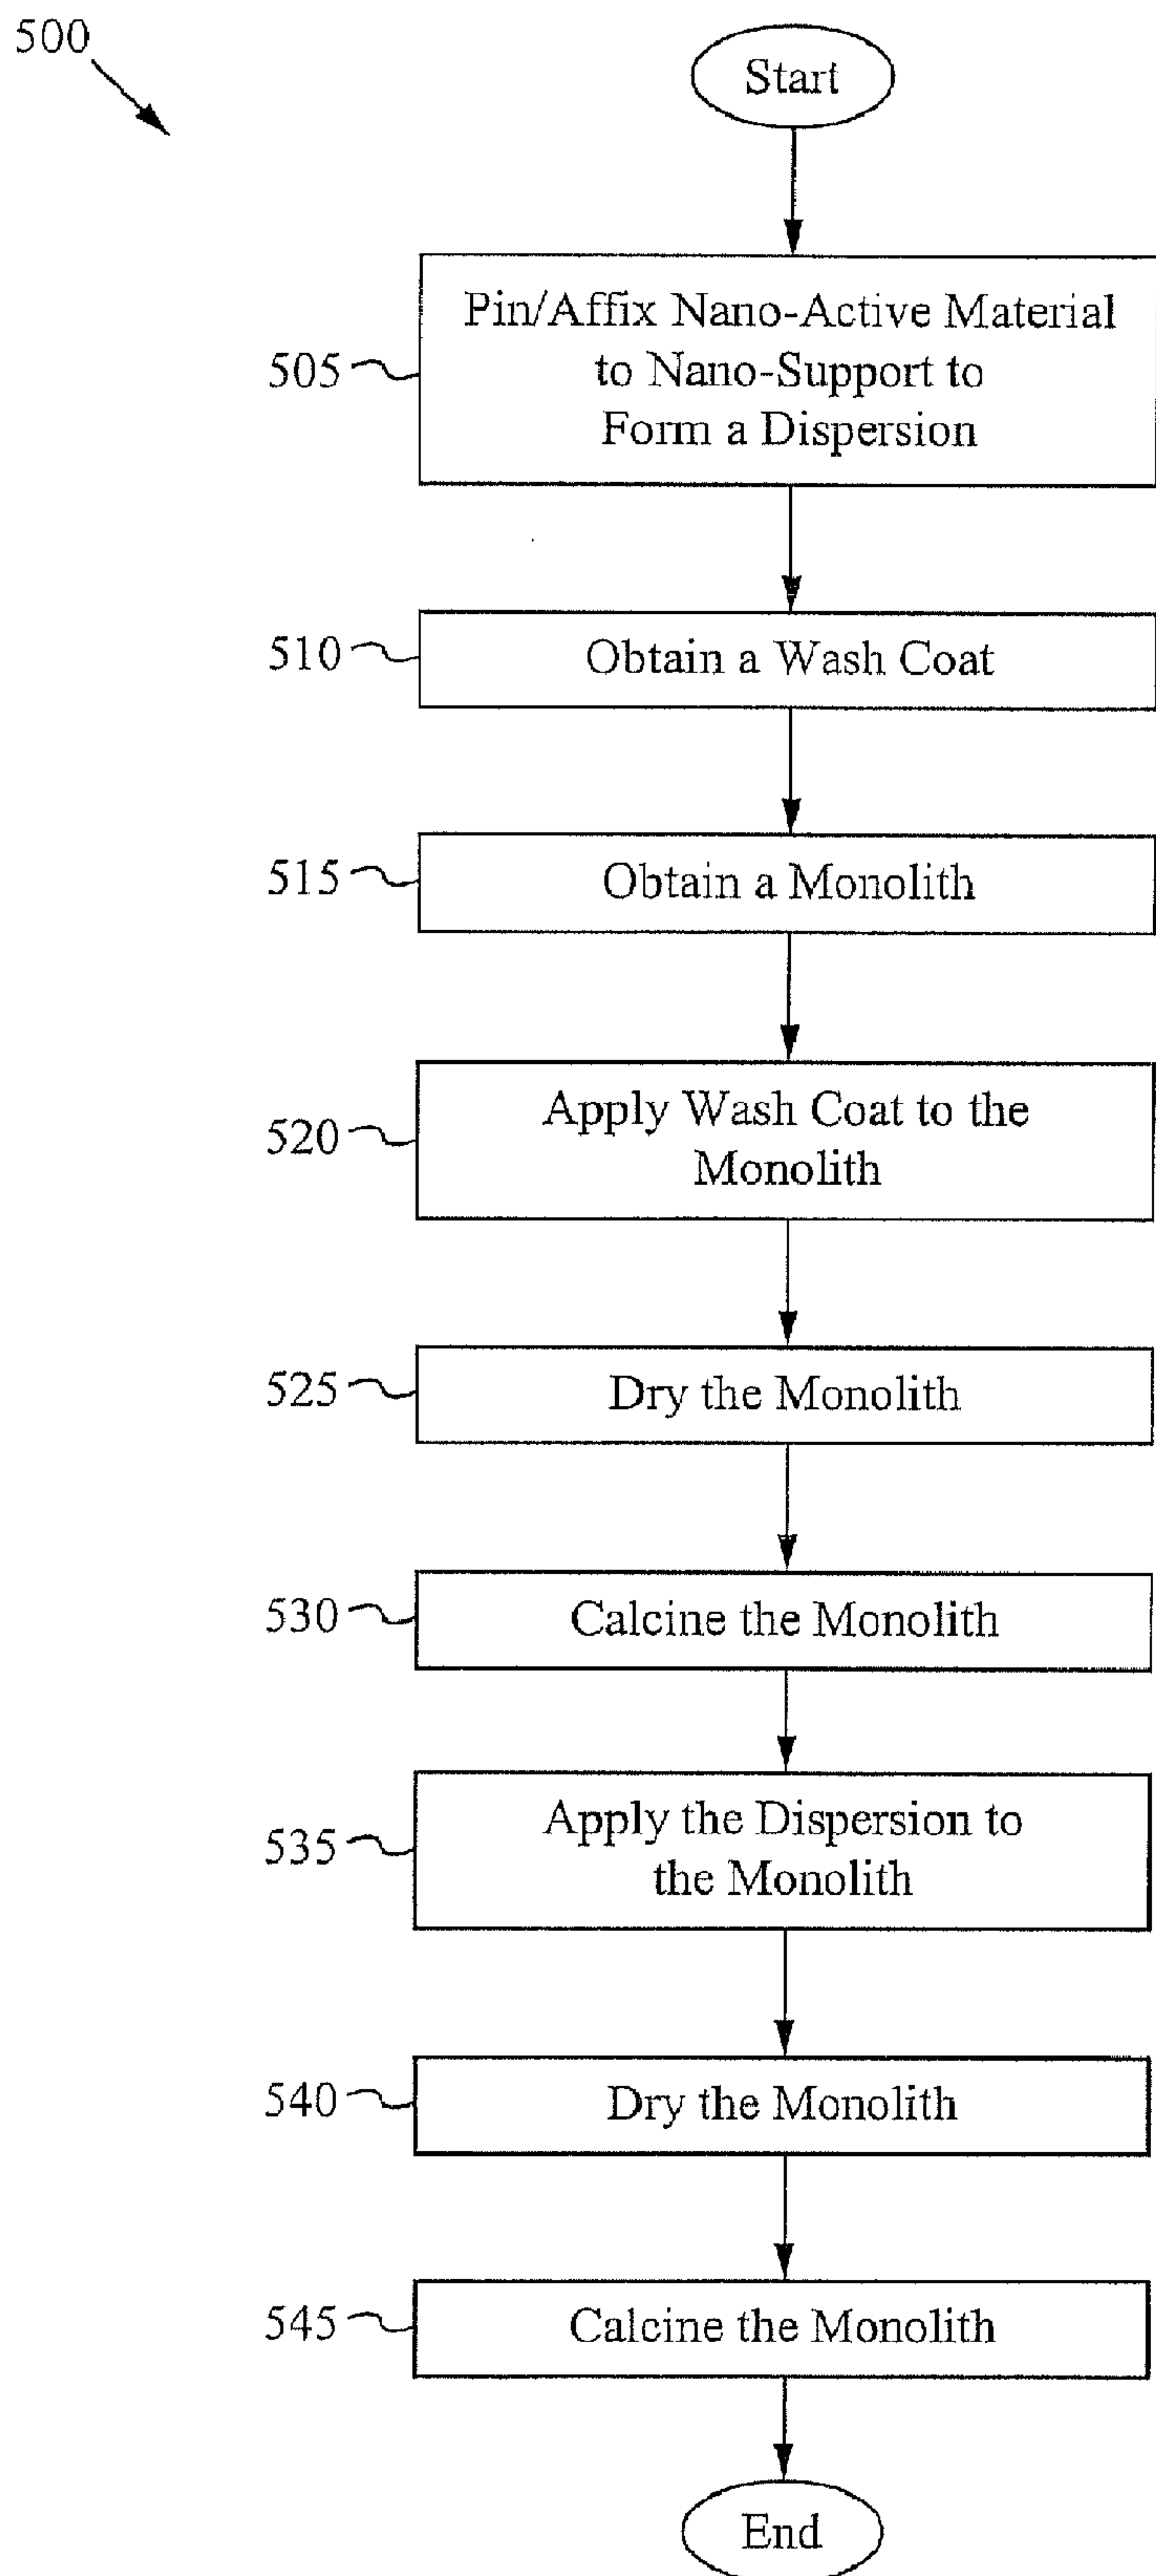 500
Start
505
Pin/Affix Nano-Active Material
to Nano-Support to
Form a Dispersion
510
Obtain a Wash Coat
515
Obtain a Monolith
520
Apply Wash Coat to the
Monolith
525
Dry the Monolith
530
Calcine the Monolith
535
Apply the Dispersion to
the Monolith
540
Dry the Monolith
545
Calcine the Monolith
End